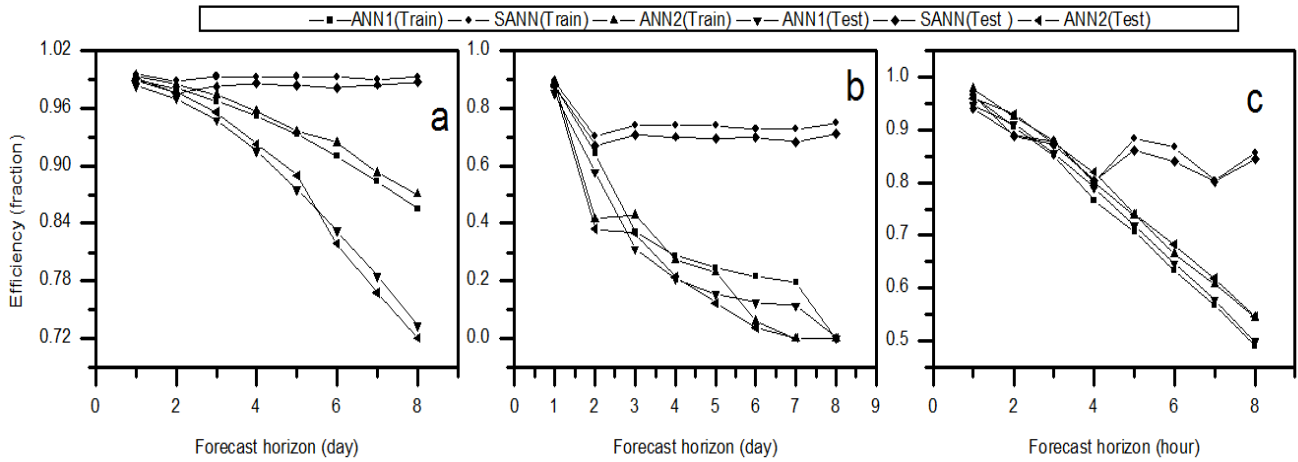 ANN1(Train) SANN(Train) ANN2(Train) ANN1(Test) SANN(Test ) ANN2(Test)
Efficiency (fraction)
1.02
0.96
0.90
0.84
0.78
0.72
0 2 4 6 8
Forecast horizon (day)
a
1.0
0.8
0.6
0.4
0.2
0.0
0 1 2 3 4 5 6 7 8 9
Forecast horizon (day)
b
1.0
0.9
0.8
0.7
0.6
0.5
0 2 4 6 8
Forecast horizon (hour)
c